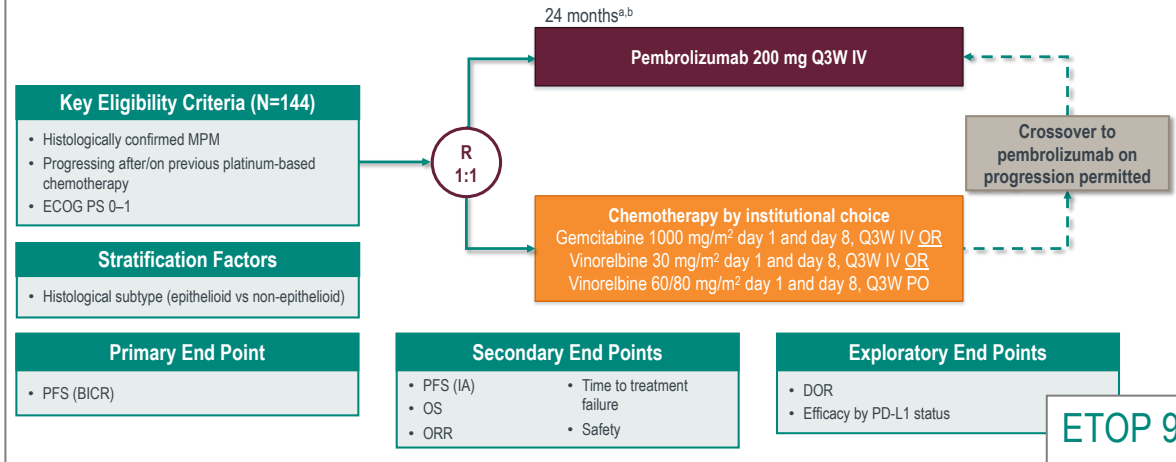 24 months^a,b
Pembrolizumab 200 mg Q3W IV
Key Eligibility Criteria (N=144)
• Histologically confirmed MPM
• Progressing after/on previous platinum-based
chemotherapy
• ECOG PS 0–1
R
1:1
Crossover to
pembrolizumab on
progression permitted
Chemotherapy by institutional choice
Gemcitabine 1000 mg/m² day 1 and day 8, Q3W IV OR
Vinorelbine 30 mg/m² day 1 and day 8, Q3W IV OR
Vinorelbine 60/80 mg/m² day 1 and day 8, Q3W PO
Stratification Factors
• Histological subtype (epithelioid vs non-epithelioid)
Primary End Point
• PFS (BICR)
Secondary End Points
• PFS (IA)
• OS
• ORR
• Time to treatment
failure
• Safety
Exploratory End Points
• DOR
• Efficacy by PD-L1 status
ETOP 9